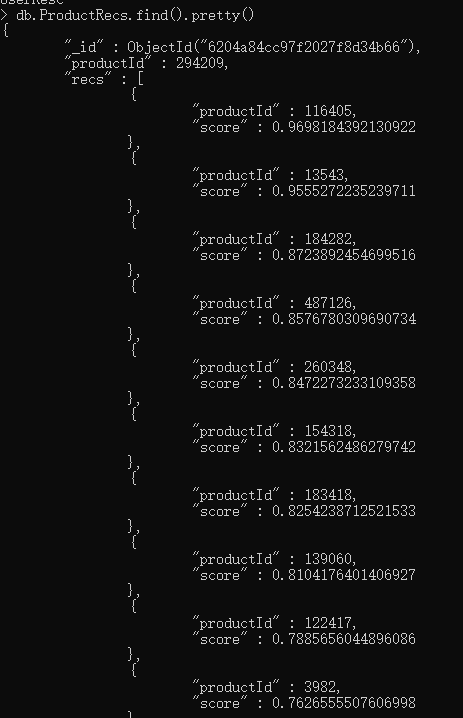 UserResc
> db.ProductRecs.find().pretty()
{
"_id" : ObjectId("6204a84cc97f2027f8d34b66"),
"productId" : 294209,
"recs" : [
{
"productId" : 116405,
"score" : 0.9698184392130922
},
{
"productId" : 13543,
"score" : 0.9555272235239711
},
{
"productId" : 184282,
"score" : 0.8723892454699516
},
{
"productId" : 487126,
"score" : 0.8576780309690734
},
{
"productId" : 260348,
"score" : 0.8472273233109358
},
{
"productId" : 154318,
"score" : 0.8321562486279742
},
{
"productId" : 183418,
"score" : 0.8254238712521533
},
{
"productId" : 139060,
"score" : 0.8104176401406927
},
{
"productId" : 122417,
"score" : 0.7885656044896086
},
{
"productId" : 3982,
"score" : 0.7626555507606998
}